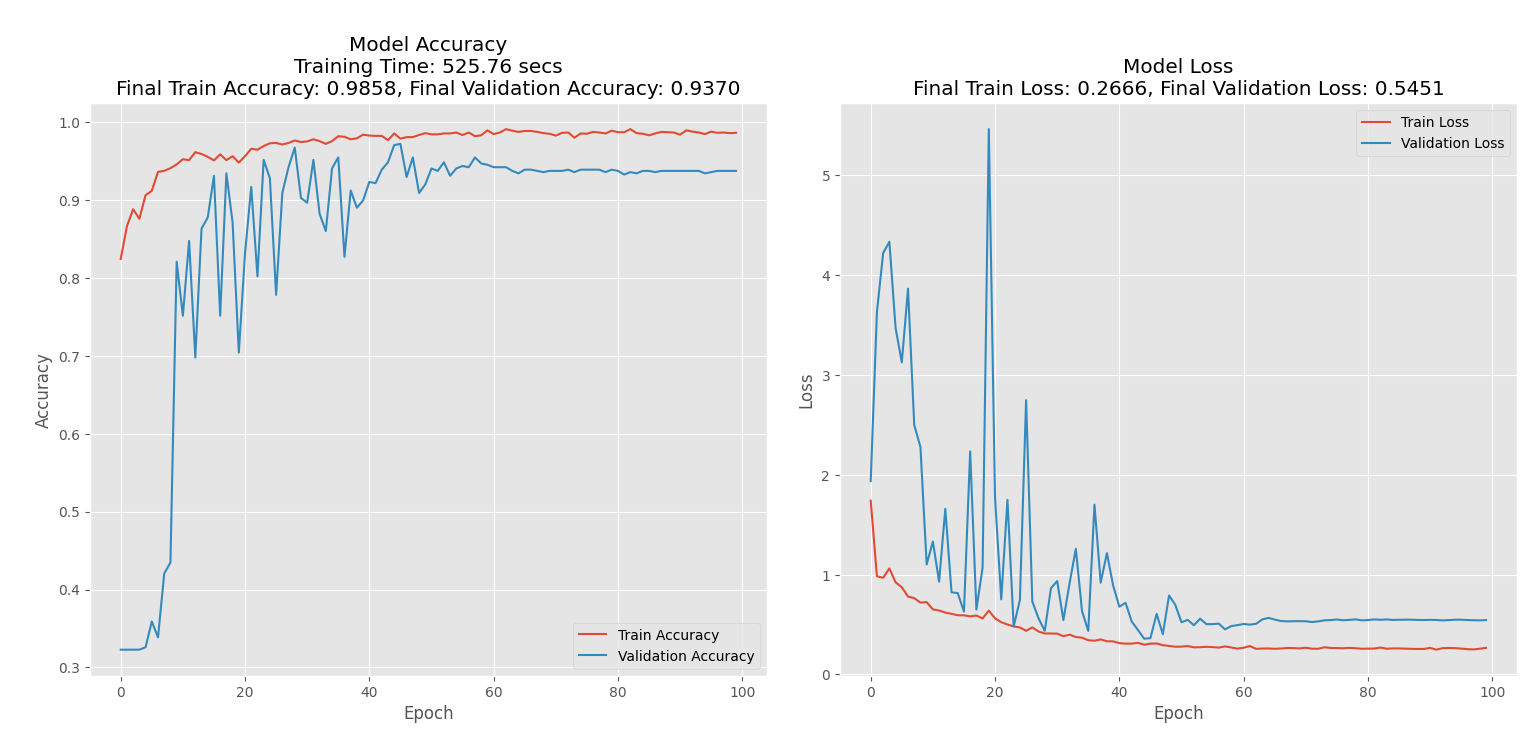 Model Accuracy
Training Time: 525.76 secs
Final Train Accuracy: 0.9858, Final Validation Accuracy: 0.9370
1.0
0.9
0.8
0.7
0.6
0.5
0.4
0.3
Accuracy
Train Accuracy
Validation Accuracy
0 20 40 60 80 100
Epoch
Model Loss
Final Train Loss: 0.2666, Final Validation Loss: 0.5451
Train Loss
Validation Loss
5
4
3
2
1
0
Loss
0 20 40 60 80 100
Epoch